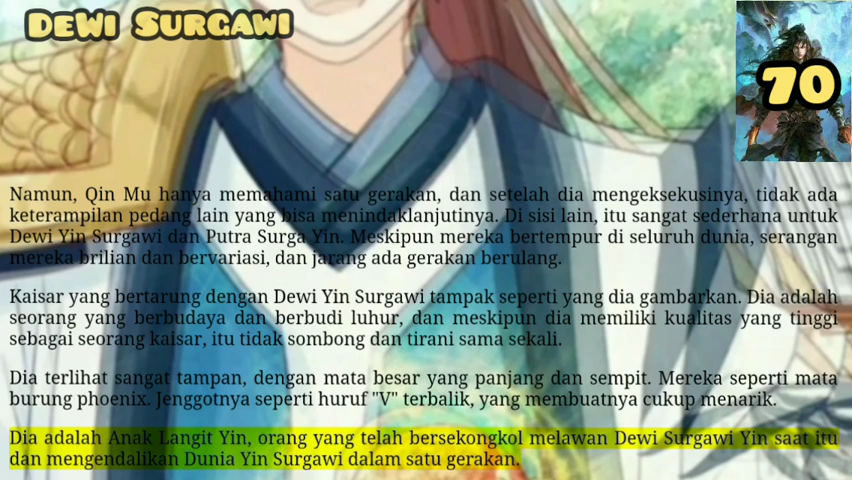 DeWi SURGAWI
70
Namun, Qin Mu hanya memahami satu gerakan, dan setelah dia mengeksekusinya, tidak ada
keterampilan pedang lain yang bisa menindaklanjutinya. Di sisi lain, itu sangat sederhana untuk
Dewi Yin Surgawi dan Putra Surga Yin. Meskipun mereka bertempur di seluruh dunia, serangan
mereka brilian dan bervariasi, dan jarang ada gerakan berulang.
Kaisar yang bertarung dengan Dewi Yin Surgawi tampak seperti yang dia gambarkan. Dia adalah
seorang yang berbudaya dan berbudi luhur, dan meskipun dia memiliki kualitas yang tinggi
sebagai seorang kaisar, itu tidak sombong dan tirani sama sekali.
Dia terlihat sangat tampan, dengan mata besar yang panjang dan sempit. Mereka seperti mata
burung phoenix. Jenggotnya seperti huruf "V" terbalik, yang membuatnya cukup menarik.
Dia adalah Anak Langit Yin, orang yang telah bersekongkol melawan Dewi Surgawi Yin saat itu
dan mengendalikan Dunia Yin Surgawi dalam satu gerakan.